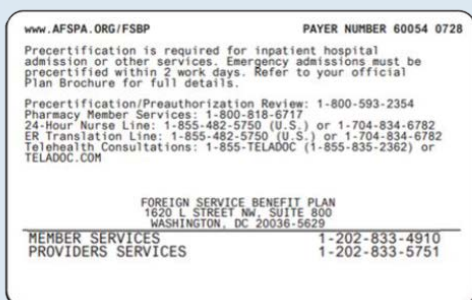 www.AFSPA.ORG/FSBP PAYER NUMBER 60054 0728
Precertification is required for inpatient hospital
admission or other services. Emergency admissions must be
precertified within 2 work days. Refer to your official
Plan Brochure for full details.
Precertification/Preauthorization Review: 1-800-593-2354
Pharmacy Member Services: 1-800-818-6717
24-Hour Nurse Line: 1-855-482-5750 (U.S.) or 1-704-834-6782
ER Translation Line: 1-855-482-5750 (U.S.) or 1-704-834-6782
Telehealth Consultations: 1-855-TELADOC (1-855-835-2362) or
TELADOC.COM
FOREIGN SERVICE BENEFIT PLAN
1620 L STREET NW, SUITE 800
WASHINGTON, DC 20036-5629
MEMBER SERVICES 1-202-833-4910
PROVIDERS SERVICES 1-202-833-5751